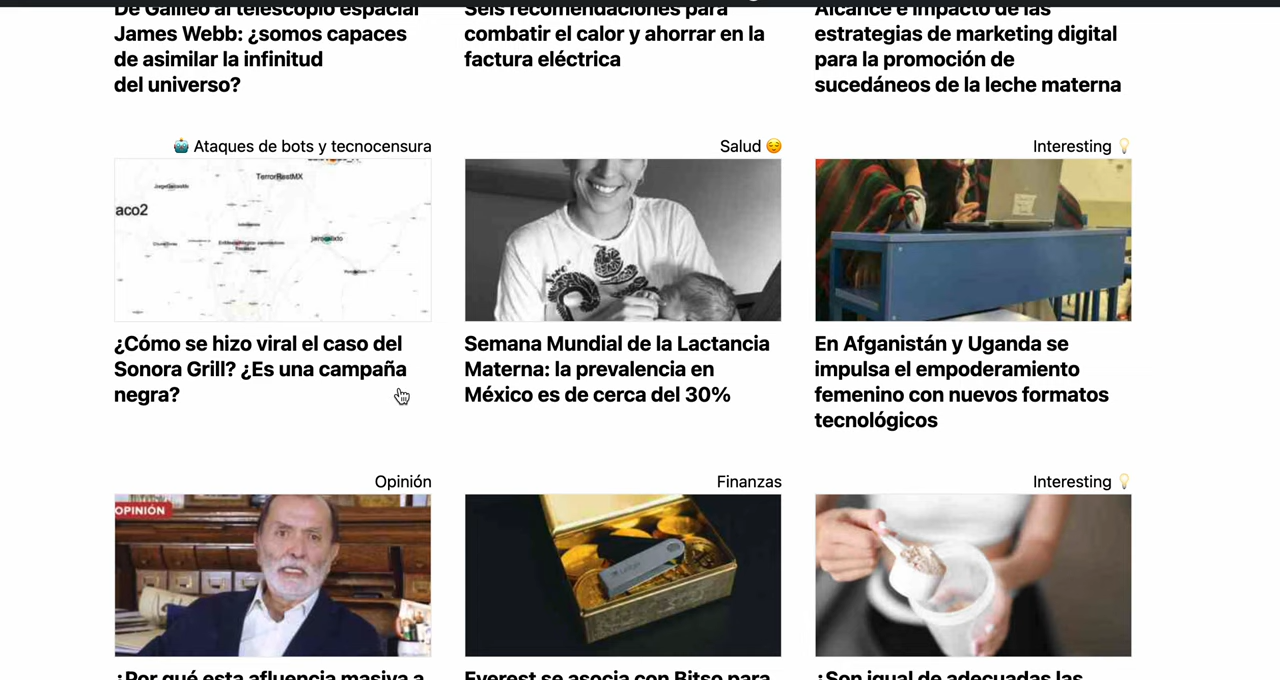 De Galileo al telescopio espacial
James Webb: ¿somos capaces
de asimilar la infinitud
del universo?
Seis recomendaciones para
combatir el calor y ahorrar en la
factura eléctrica
Alcance e impacto de las
estrategias de marketing digital
para la promoción de
sucedáneos de la leche materna
🤖 Ataques de bots y tecnocensura
TerrorRestMX
aco2
¿Cómo se hizo viral el caso del
Sonora Grill? ¿Es una campaña
negra?
Salud 😌
Semana Mundial de la Lactancia
Materna: la prevalencia en
México es de cerca del 30%
Interesting 💡
En Afganistán y Uganda se
impulsa el empoderamiento
femenino con nuevos formatos
tecnológicos
Opinión
OPINIÓN
¿Por qué esta afluencia masiva a
Finanzas
Ledger
Everest se asocia con Bitso para
Interesting 💡
¿Son igual de adecuadas las